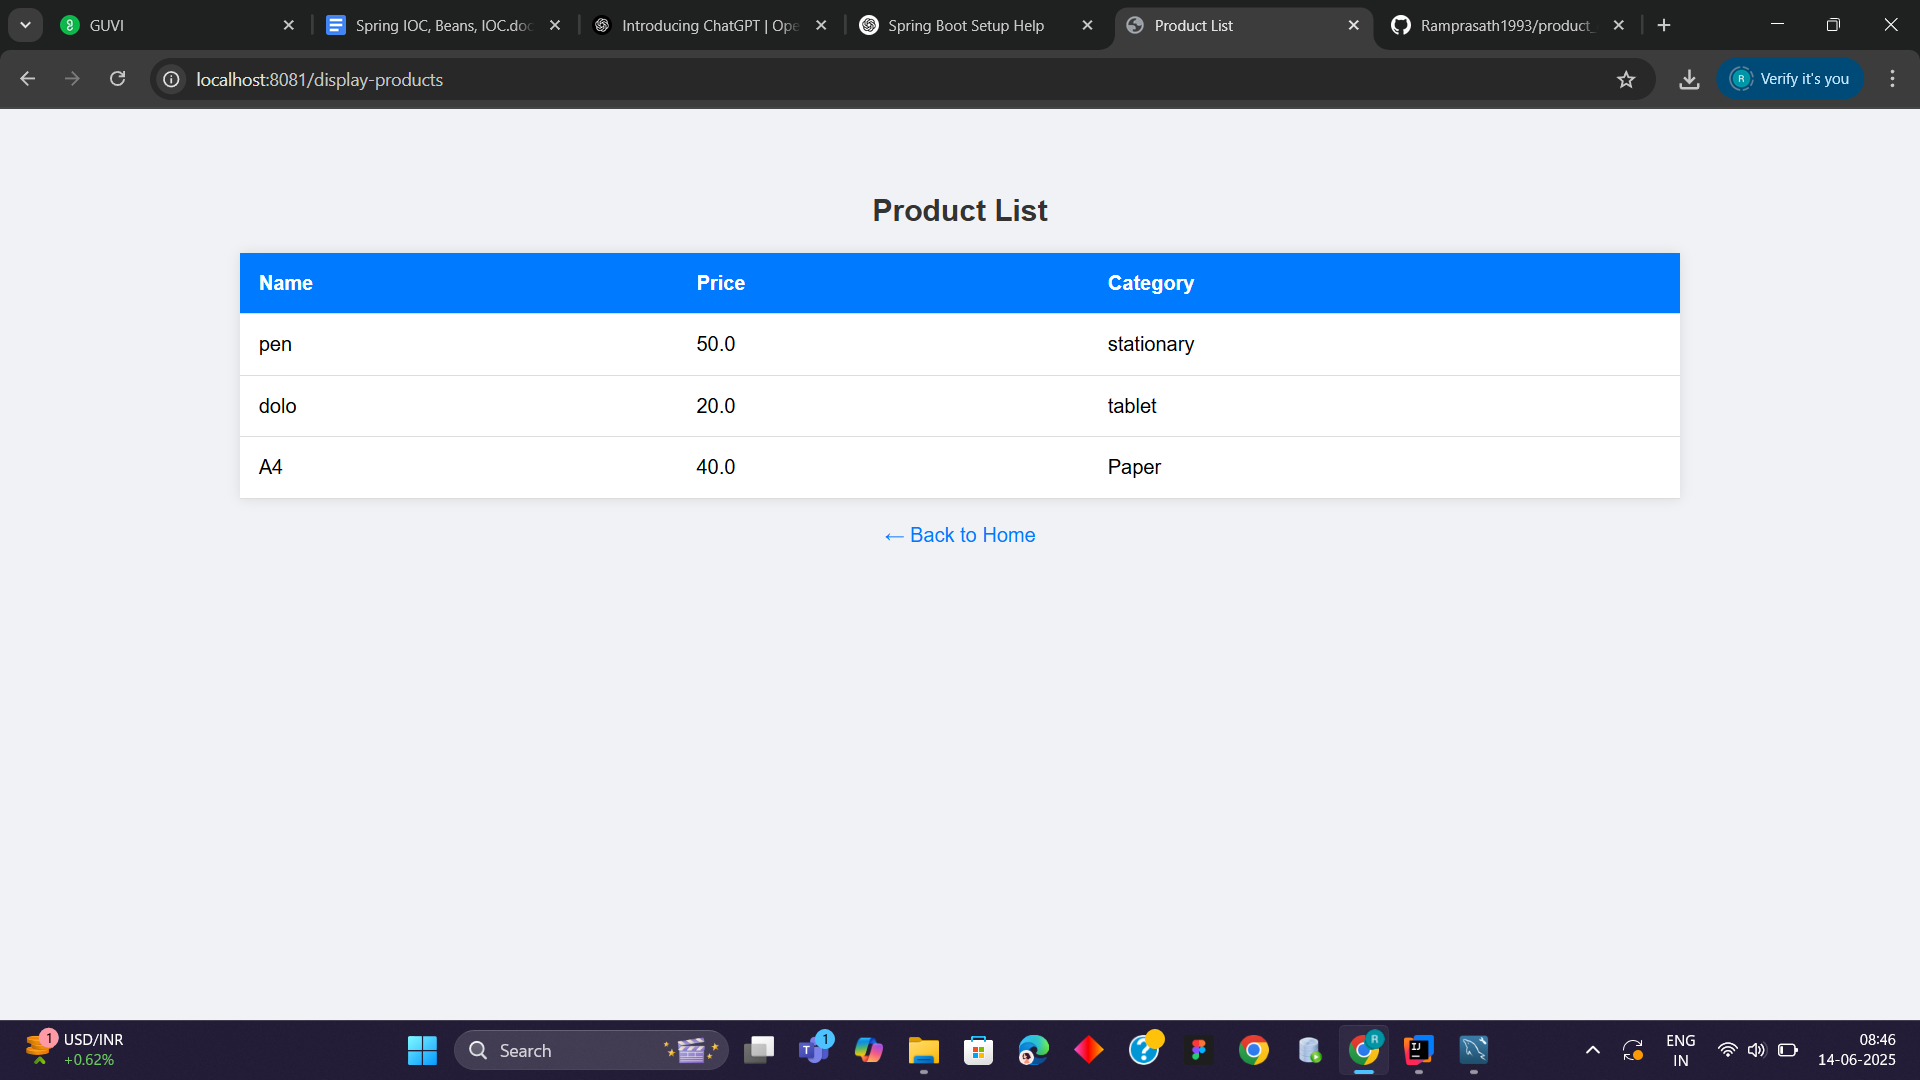 GUVI
Spring IOC, Beans, IOC.doc
Introducing ChatGPT | Ope
Spring Boot Setup Help
Product List
Ramprasath1993/product_
localhost:8081/display-products
Verify it's you
Product List
Name Price Category
pen 50.0 stationary
dolo 20.0 tablet
A4 40.0 Paper
← Back to Home
1
USD/INR
+0.62%
Search
1
R
ENG
IN
08:46
14-06-2025